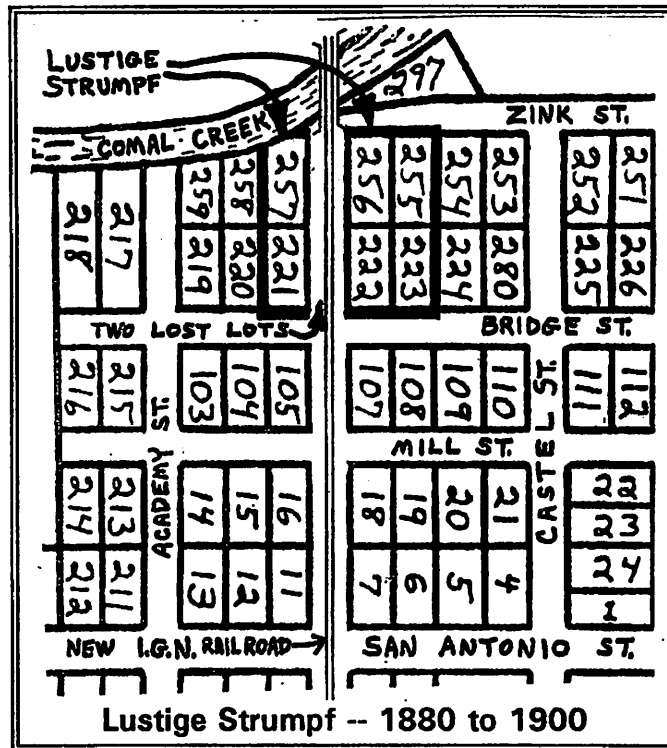 LUSTIGE
STRUMPF
297
ZINK ST.
COMAL CREEK
218 217 259 258 257 256 255 254 253 252 251
219 220 221 222 223 224 280 225 226
TWO LOST LOTS
BRIDGE ST.
216 215 103 104 105 107 108 109 110 111 112
ST.
MILL ST.
CASTEL ST.
ACADEMY
214 213 14 15 16 18 19 20 21 22
23
212 211 13 12 11 7 6 5 4 24
1
NEW I.G.N. RAILROAD
SAN ANTONIO ST.
Lustige Strumpf -- 1880 to 1900